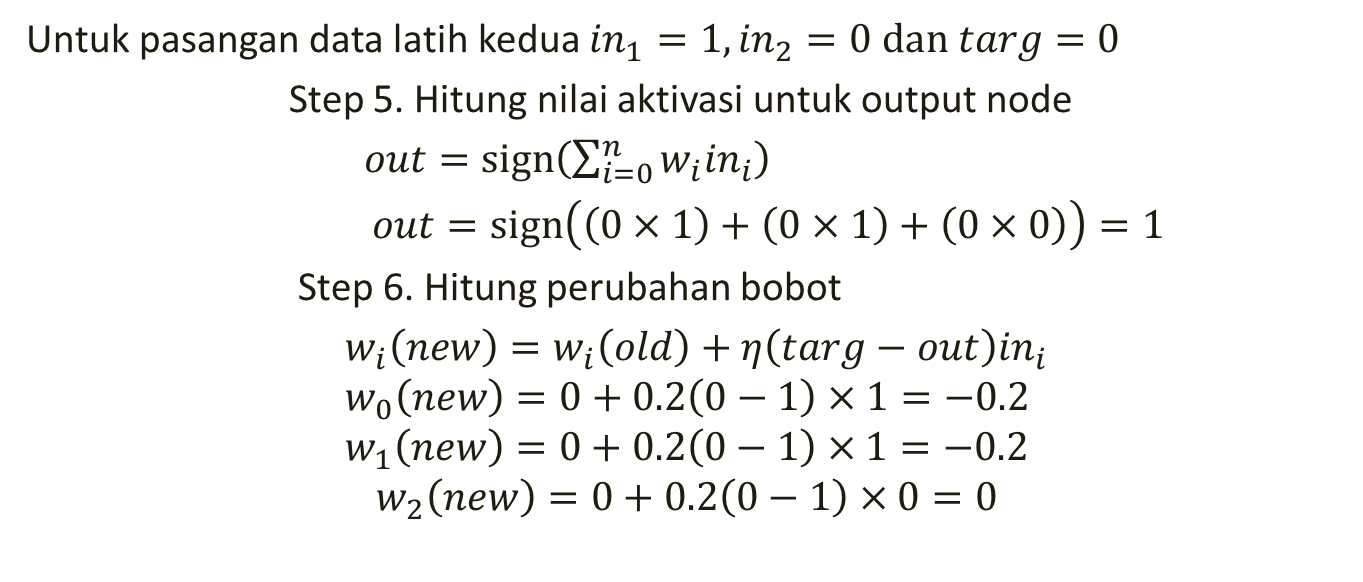 Untuk pasangan data latih kedua in₁ = 1, in₂ = 0 dan targ = 0
Step 5. Hitung nilai aktivasi untuk output node
out = sign(∑ⁿᵢ₌₀ wᵢinᵢ)
out = sign((0 × 1) + (0 × 1) + (0 × 0)) = 1
Step 6. Hitung perubahan bobot
wᵢ(new) = wᵢ(old) + η(targ − out)inᵢ
w₀(new) = 0 + 0.2(0 − 1) × 1 = −0.2
w₁(new) = 0 + 0.2(0 − 1) × 1 = −0.2
w₂(new) = 0 + 0.2(0 − 1) × 0 = 0